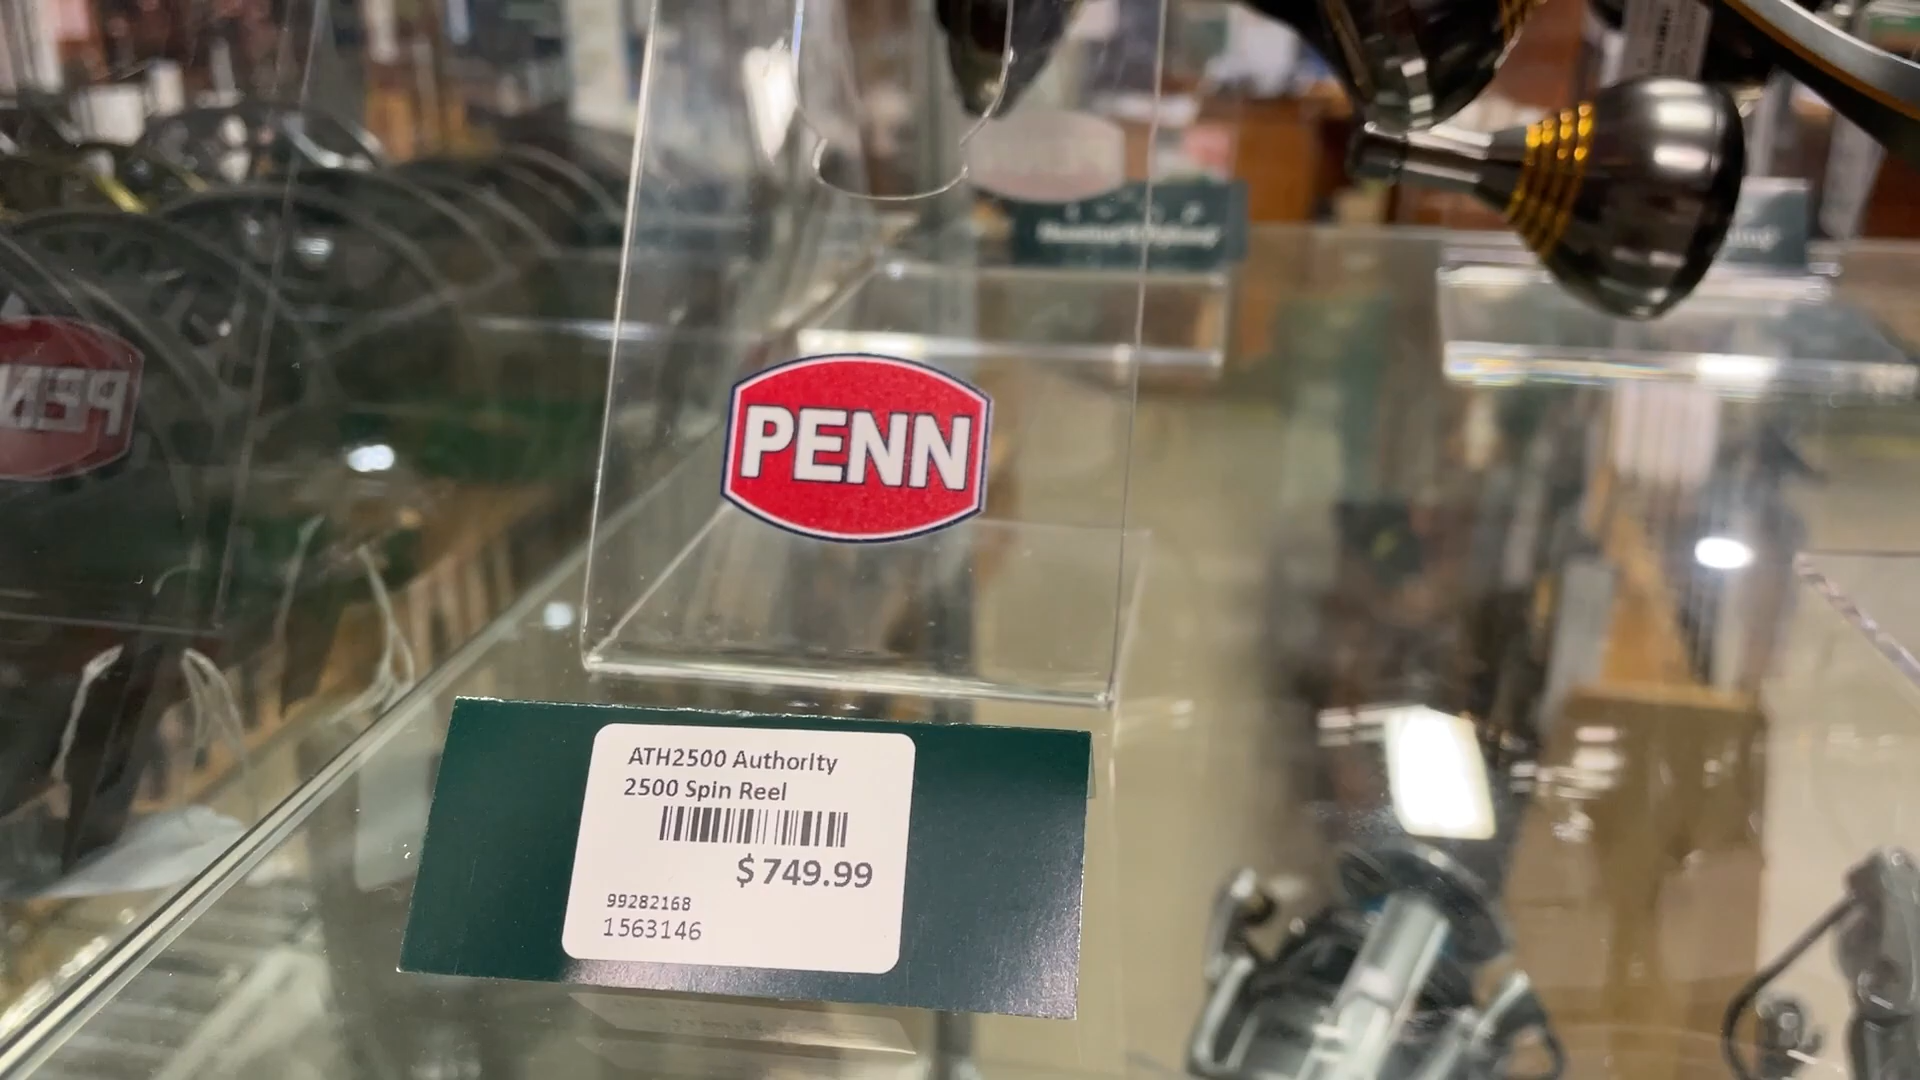 PENN
PENN
ATH2500 Authority
2500 Spin Reel
$749.99
99282168
1563146